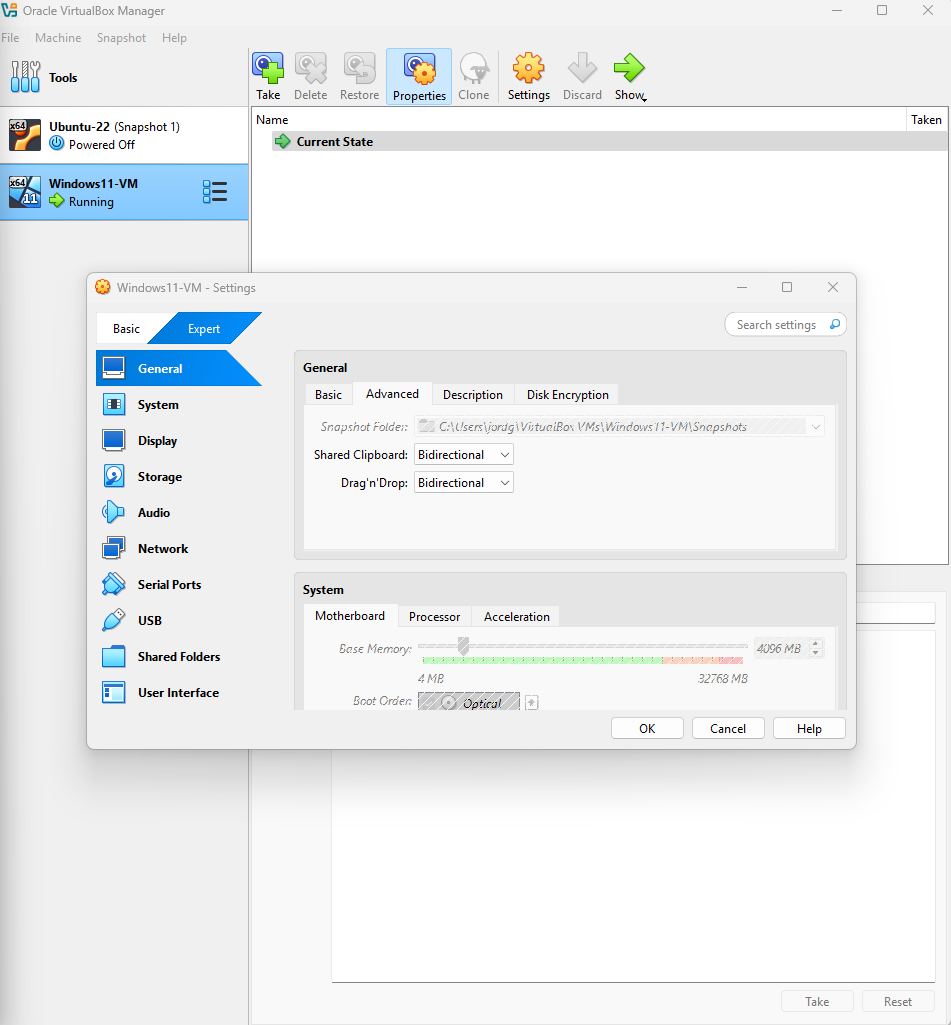 Oracle VirtualBox Manager
File Machine Snapshot Help
Tools
Take Delete Restore Properties Clone Settings Discard Show
Name Taken
Current State
x64
Ubuntu-22 (Snapshot 1)
Powered Off
x64
11
Windows11-VM
Running
Windows11-VM - Settings
Basic Expert
Search settings
General
System
Display
Storage
Audio
Network
Serial Ports
USB
Shared Folders
User Interface
General
Basic Advanced Description Disk Encryption
Snapshot Folder: C:\Users\jordg\VirtualBox VMs\Windows11-VM\Snapshots
Shared Clipboard: Bidirectional
Drag'n'Drop: Bidirectional
System
Motherboard Processor Acceleration
Base Memory: 4096 MB
4 MB 32768 MB
Boot Order: Optical
OK Cancel Help
Take Reset